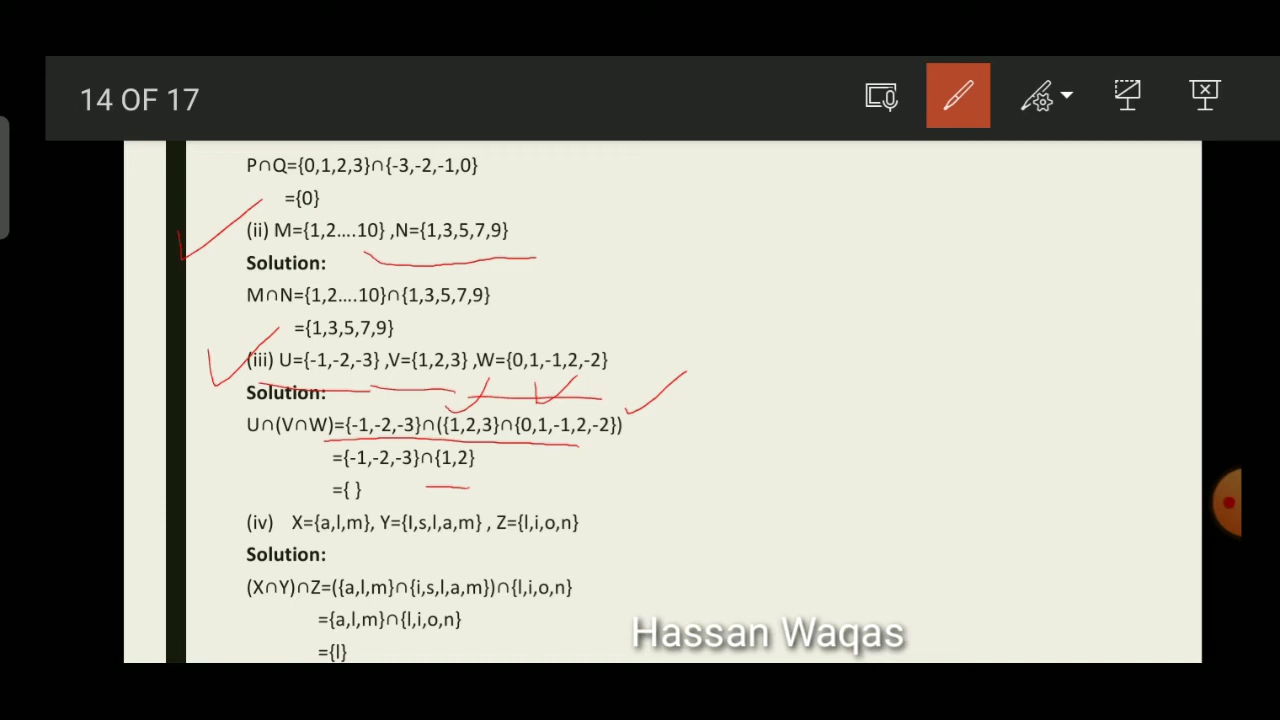 14 OF 17
P∩Q={0,1,2,3}∩{-3,-2,-1,0}
={0}
(ii) M={1,2....10} ,N={1,3,5,7,9}
Solution:
M∩N={1,2....10}∩{1,3,5,7,9}
={1,3,5,7,9}
(iii) U={-1,-2,-3} ,V={1,2,3} ,W={0,1,-1,2,-2}
Solution:
U∩(V∩W)={-1,-2,-3}∩({1,2,3}∩{0,1,-1,2,-2})
={-1,-2,-3}∩{1,2}
={ }
(iv) X={a,l,m}, Y={I,s,l,a,m} , Z={l,i,o,n}
Solution:
(X∩Y)∩Z=({a,l,m}∩{i,s,l,a,m})∩{l,i,o,n}
={a,l,m}∩{l,i,o,n}
={l}
Hassan Waqas